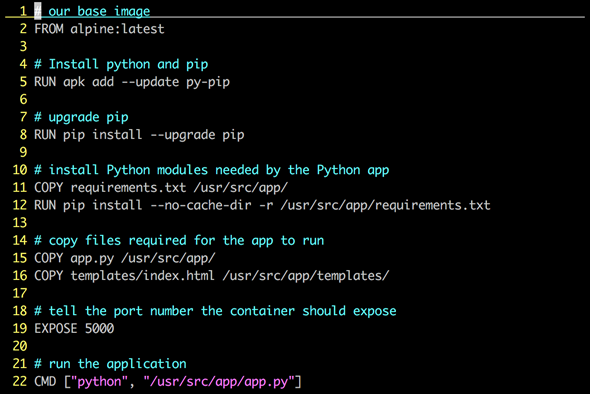 1 # our base image
2 FROM alpine:latest
3
4 # Install python and pip
5 RUN apk add --update py-pip
6
7 # upgrade pip
8 RUN pip install --upgrade pip
9
10 # install Python modules needed by the Python app
11 COPY requirements.txt /usr/src/app/
12 RUN pip install --no-cache-dir -r /usr/src/app/requirements.txt
13
14 # copy files required for the app to run
15 COPY app.py /usr/src/app/
16 COPY templates/index.html /usr/src/app/templates/
17
18 # tell the port number the container should expose
19 EXPOSE 5000
20
21 # run the application
22 CMD ["python", "/usr/src/app/app.py"]